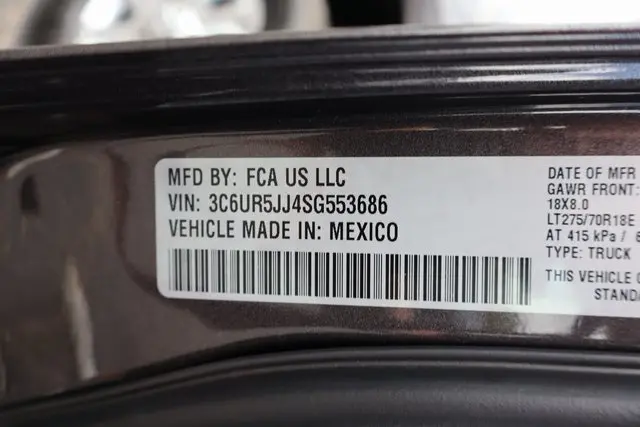 MFD BY: FCA US LLC
VIN: 3C6UR5JJ4SG553686
VEHICLE MADE IN: MEXICO
DATE OF MFR
GAWR FRONT:
18X8.0
LT275/70R18E
AT 415 kPa /
TYPE: TRUCK
THIS VEHICLE